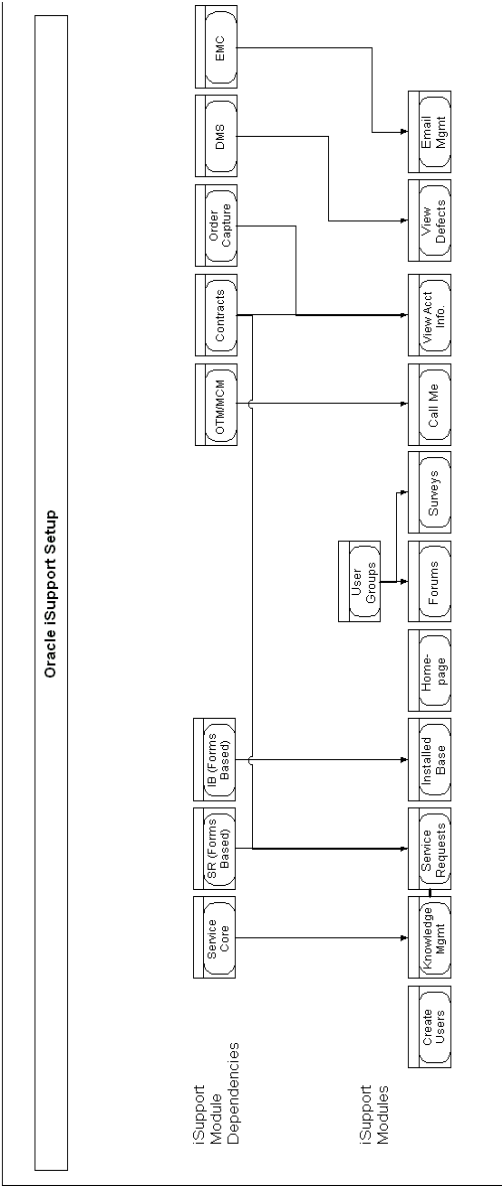 Oracle iSupport Setup
iSupport
Module
Dependencies
Service
Core
SR (Forms
Based)
IB (Forms
Based)
OTM/MCM
Contracts
Order
Capture
DMS
EMC
User
Groups
iSupport
Modules
Create
Users
Knowledge
Mgmt
Service
Requests
Installed
Base
Home-
page
Forums
Surveys
Call Me
View Acct
Info.
View
Defects
Email
Mgmt